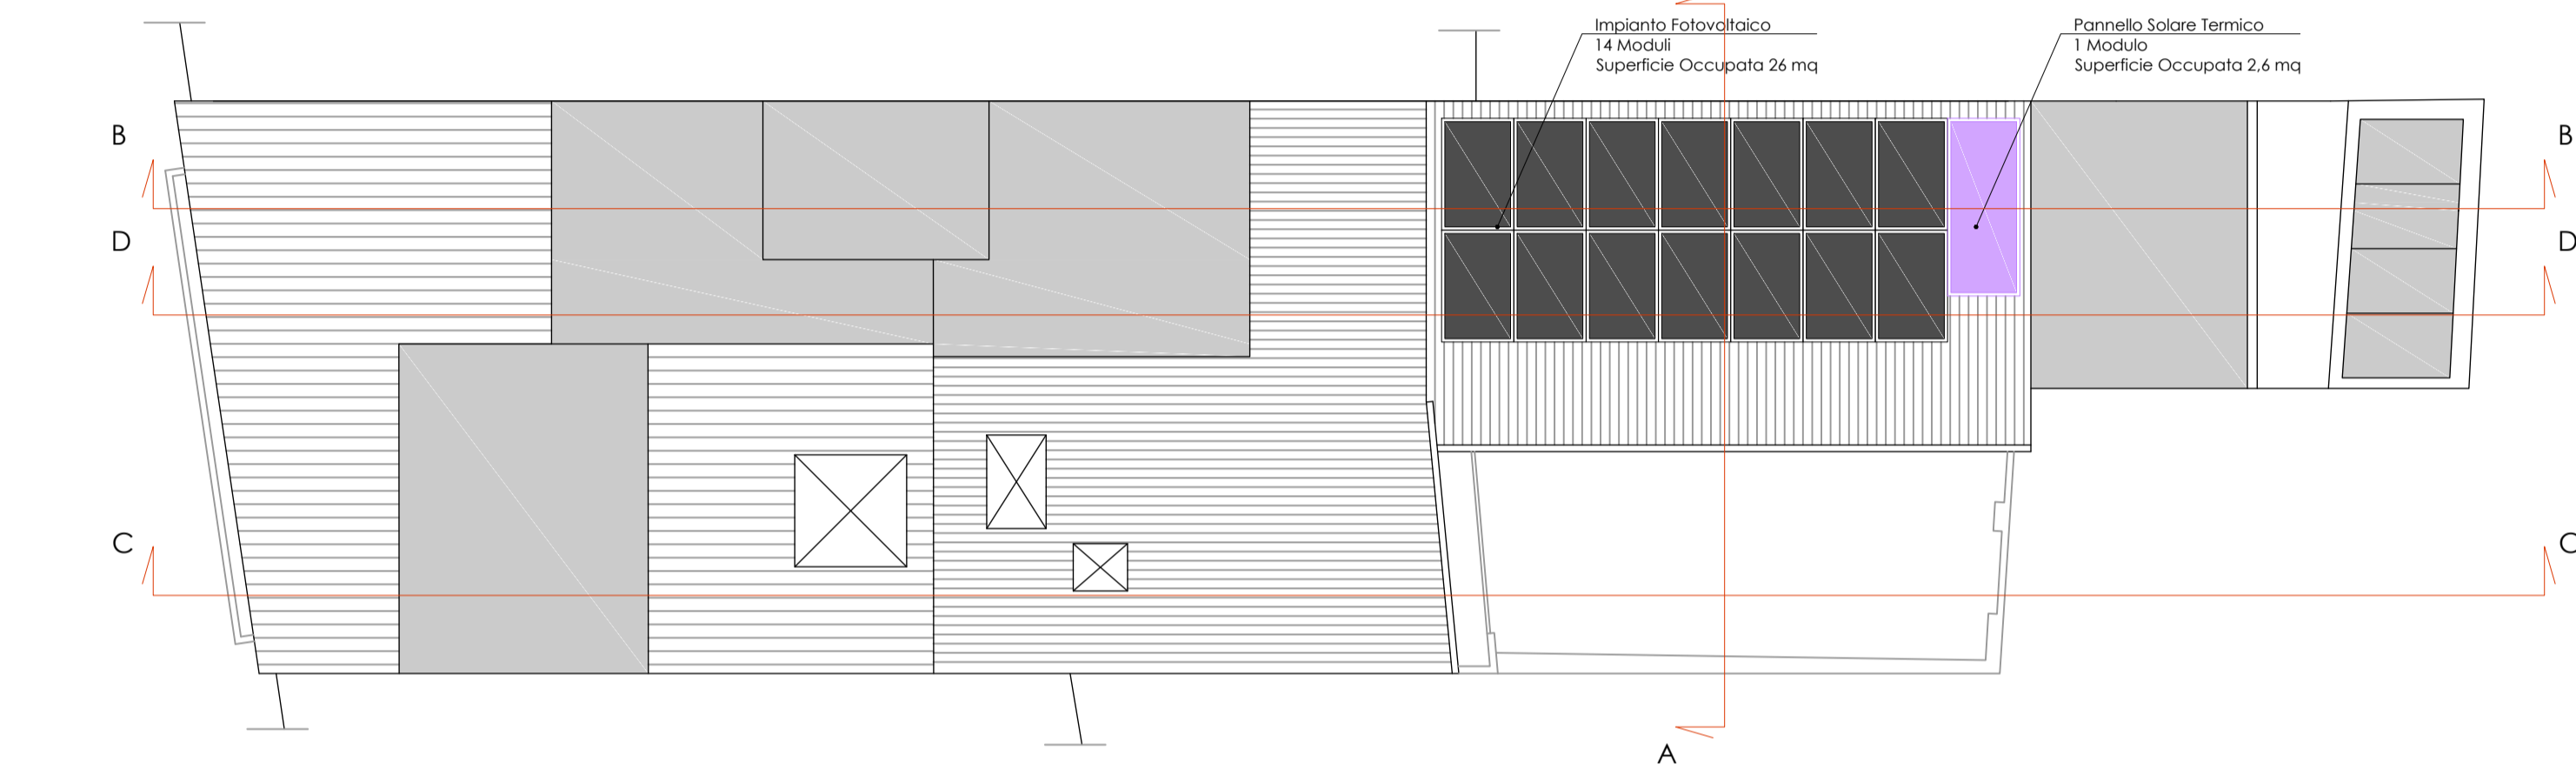 Impianto Fotovoltaico
14 Moduli
Superficie Occupata 26 mq
Pannello Solare Termico
1 Modulo
Superficie Occupata 2,6 mq
B
B
D
D
C
C
A